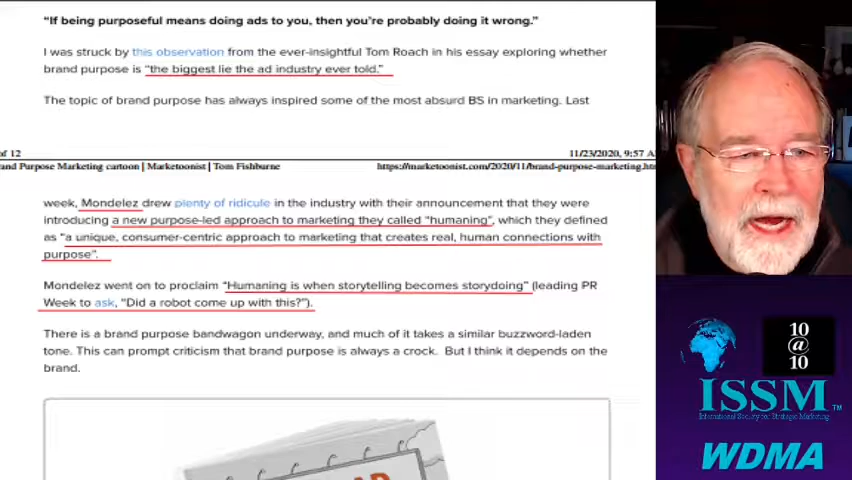 “If being purposeful means doing ads to you, then you’re probably doing it wrong.”
I was struck by this observation from the ever-insightful Tom Roach in his essay exploring whether
brand purpose is “the biggest lie the ad industry ever told.”
The topic of brand purpose has always inspired some of the most absurd BS in marketing. Last
of 12
11/23/2020, 9:57 A
rand Purpose Marketing cartoon | Marketoonist | Tom Fishburne
https://marketoonist.com/2020/11/brand-purpose-marketing.htm
week, Mondelez drew plenty of ridicule in the industry with their announcement that they were
introducing a new purpose-led approach to marketing they called “humaning”, which they defined
as “a unique, consumer-centric approach to marketing that creates real, human connections with
purpose”.
Mondelez went on to proclaim “Humaning is when storytelling becomes storydoing” (leading PR
Week to ask, “Did a robot come up with this?”).
There is a brand purpose bandwagon underway, and much of it takes a similar buzzword-laden
tone. This can prompt criticism that brand purpose is always a crock. But I think it depends on the
brand.
10
@
10
ISSM™
International Society for Strategic Marketing
WDMA